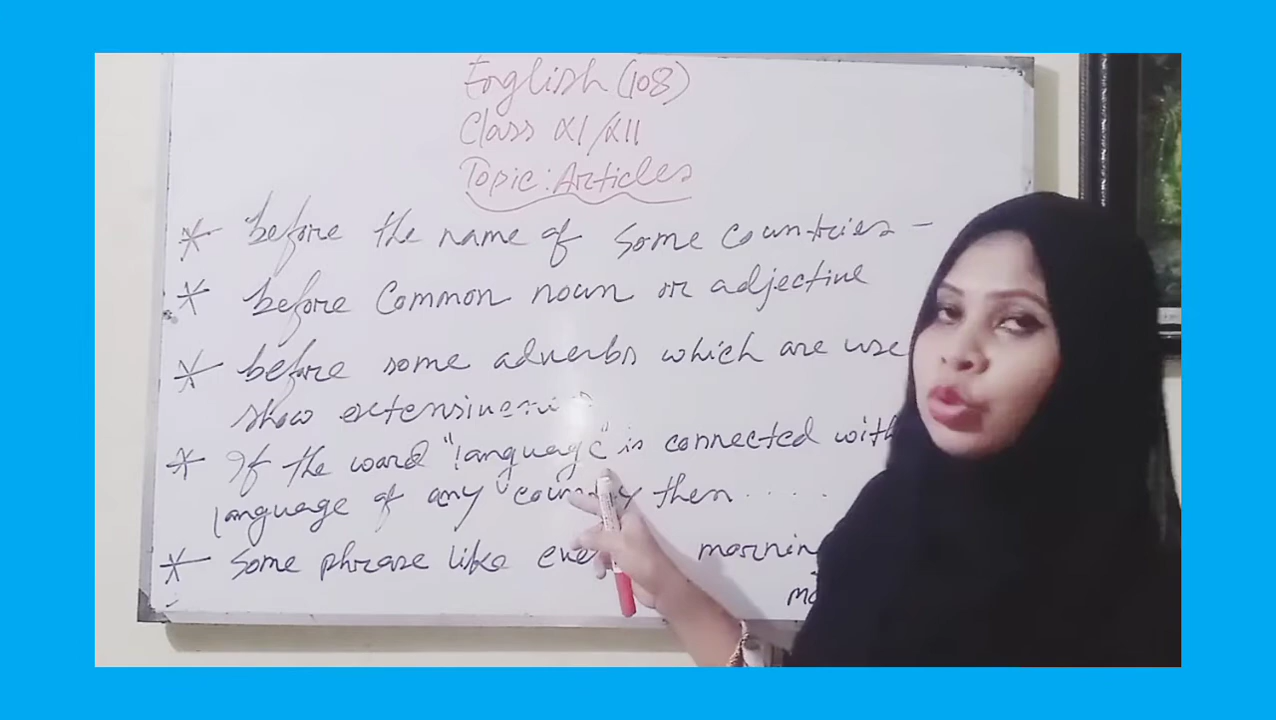 English (108)
Class XI/XII
Topic: Articles
* before the name of some countries -
* before common noun or adjective
* before some adverbs which are use
show
* If the word "language" is connected with
language of any country then .....
* Some phrase like